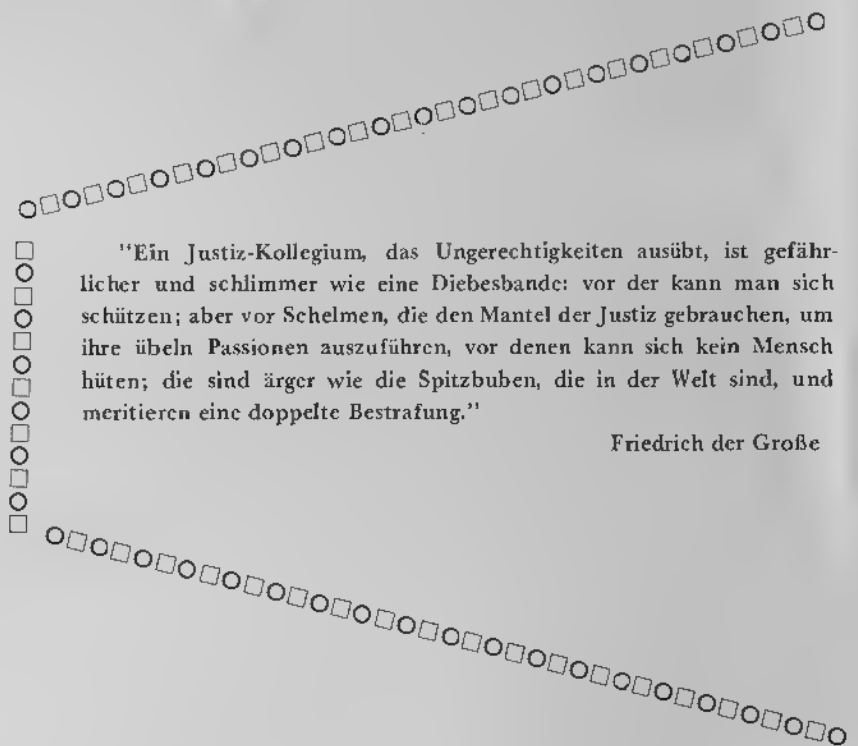 "Ein Justiz-Kollegium, das Ungerechtigkeiten ausübt, ist gefähr-
licher und schlimmer wie eine Diebesbande: vor der kann man sich
schützen; aber vor Schelmen, die den Mantel der Justiz gebrauchen, um
ihre übeln Passionen auszuführen, vor denen kann sich kein Mensch
hüten; die sind ärger wie die Spitzbuben, die in der Welt sind, und
meritieren eine doppelte Bestrafung."
Friedrich der Große